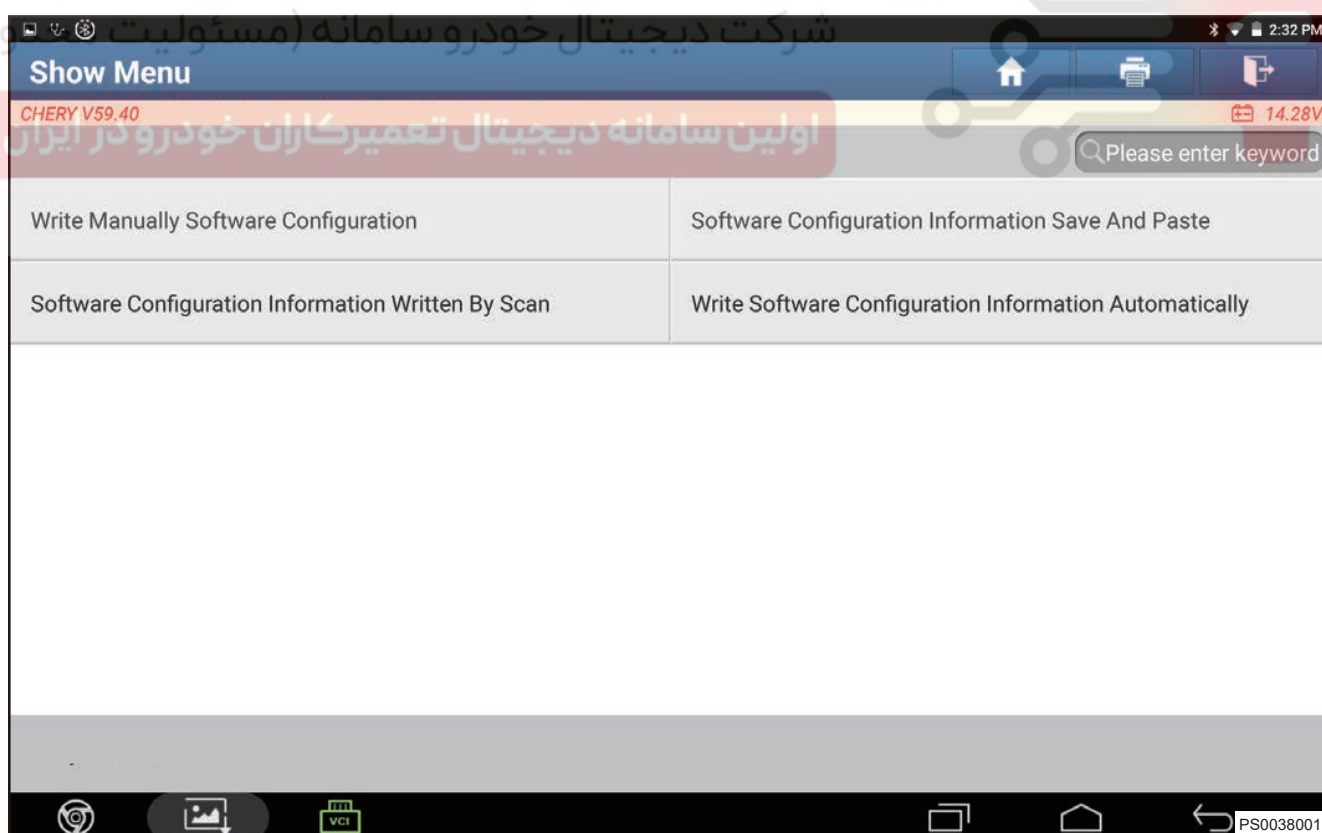 شرکت دیجیتال خودرو سامانه (مسئولیت
2:32 PM
Show Menu
CHERY V59.40
14.28V
اولین سامانه دیجیتال تعمیرکاران خودرو در ایران
Please enter keyword
Write Manually Software Configuration
Software Configuration Information Save And Paste
Software Configuration Information Written By Scan
Write Software Configuration Information Automatically
VCI
PS0038001